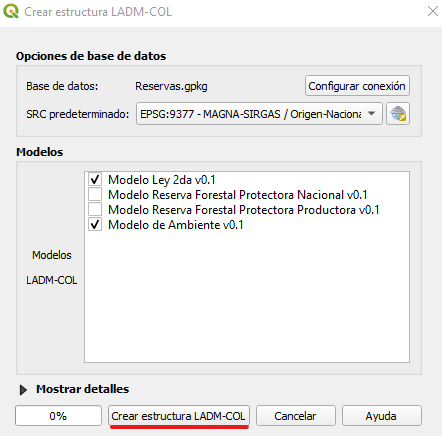 Crear estructura LADM-COL
Opciones de base de datos
Base de datos: Reservas.gpkg Configurar conexión
SRC predeterminado: EPSG:9377 - MAGNA-SIRGAS / Origen-Naciona
Modelos
Modelo Ley 2da v0.1
Modelo Reserva Forestal Protectora Nacional v0.1
Modelo Reserva Forestal Protectora Productora v0.1
Modelo de Ambiente v0.1
Modelos
LADM-COL
Mostrar detalles
0% Crear estructura LADM-COL Cancelar Ayuda